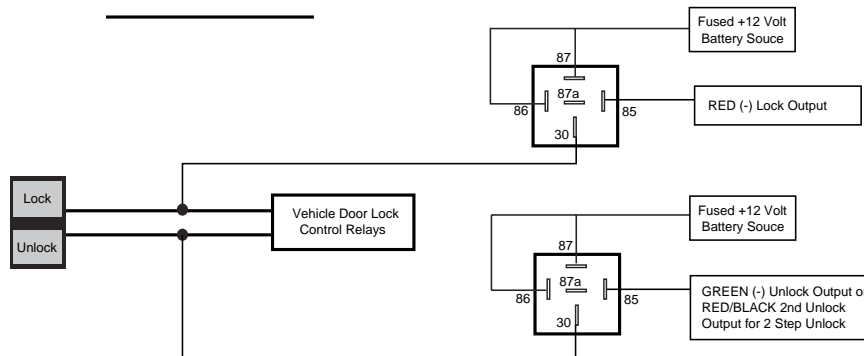 Fused +12 Volt
Battery Souce
87
87a
86
85
30
RED (-) Lock Output
Lock
Unlock
Vehicle Door Lock
Control Relays
Fused +12 Volt
Battery Souce
87
87a
86
85
30
GREEN (-) Unlock Output o
RED/BLACK 2nd Unlock
Output for 2 Step Unlock